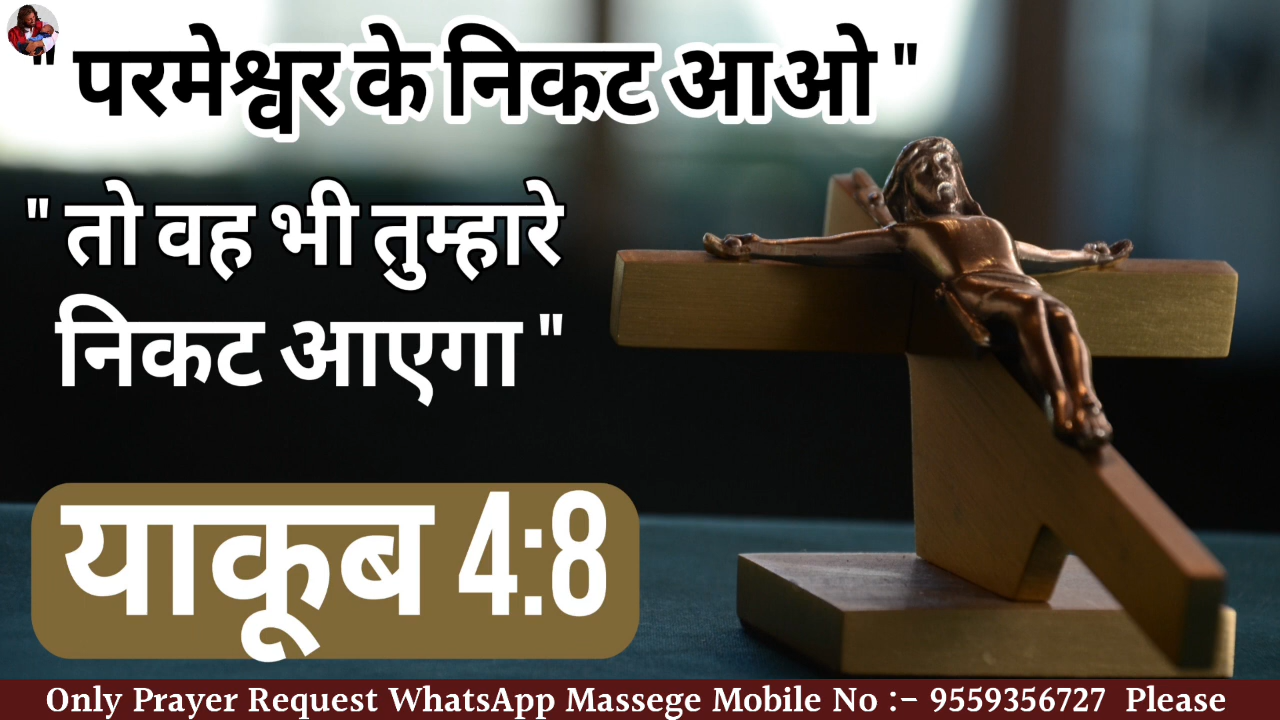 " परमेश्वर के निकट आओ "
" तो वह भी तुम्हारे
निकट आएगा "
याकूब 4:8
Only Prayer Request WhatsApp Massege Mobile No :- 9559356727 Please